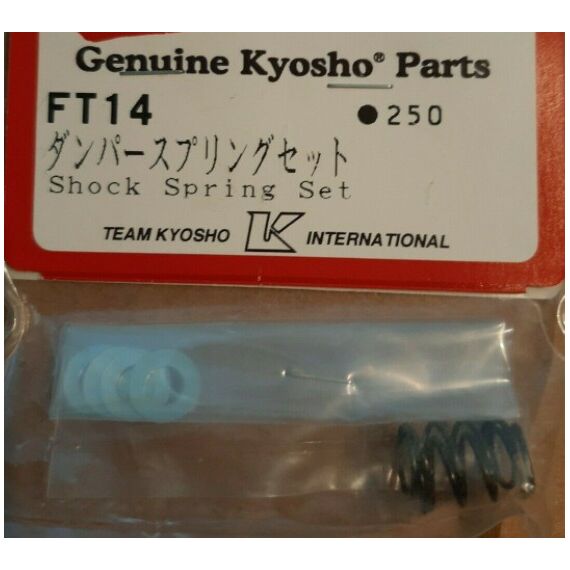 Genuine Kyosho® Parts
FT14 ●250
ダンパースプリングセット
Shock Spring Set
TEAM KYOSHO K INTERNATIONAL